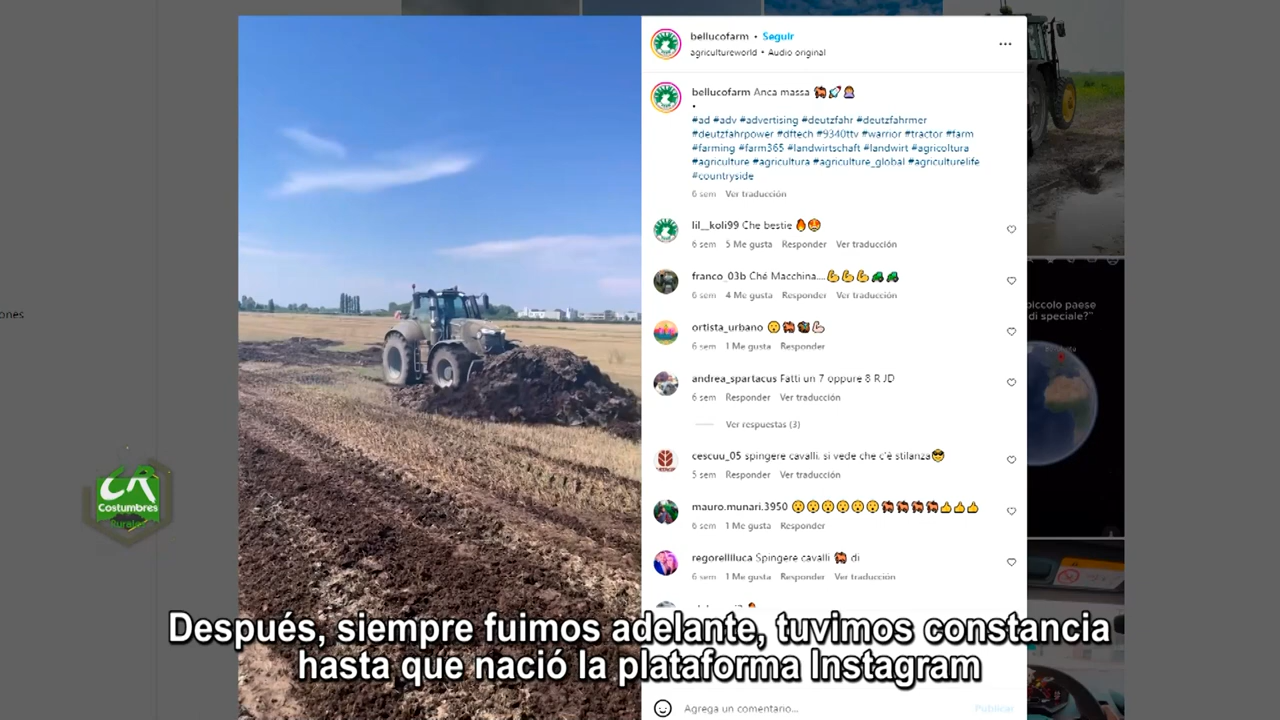 bellucofarm • Seguir
agricultureworld • Audio original
bellucofarm Anca massa
#ad #adv #advertising #deutzfahr #deutzfahrmer
#deutzfahrpower #dftech #9340ttv #warrior #tractor #farm
#farming #farm365 #landwirtschaft #landwirt #agricoltura
#agriculture #agricultura #agriculture_global #agriculturelife
#countryside
6 sem Ver traducción
lil__koli99 Che bestie 🔥🤩
6 sem 5 Me gusta Responder Ver traducción
franco_03b Ché Macchina....💪💪💪🚜🚜
6 sem 4 Me gusta Responder Ver traducción
ortista_urbano
6 sem 1 Me gusta Responder
andrea_spartacus Fatti un 7 oppure 8 R JD
6 sem Responder Ver traducción
Ver respuestas (3)
cescuu_05 spingere cavalli, si vede che c'è stilanza😎
5 sem Responder Ver traducción
mauro.munari.3950
6 sem 1 Me gusta Responder
regorelliluca Spingere cavalli di
6 sem 1 Me gusta Responder Ver traducción
Agrega un comentario...
Publicar
ones
piccolo paese
di speciale?"
CR
Costumbres
Rurales
Después, siempre fuimos adelante, tuvimos constancia
hasta que nació la plataforma Instagram